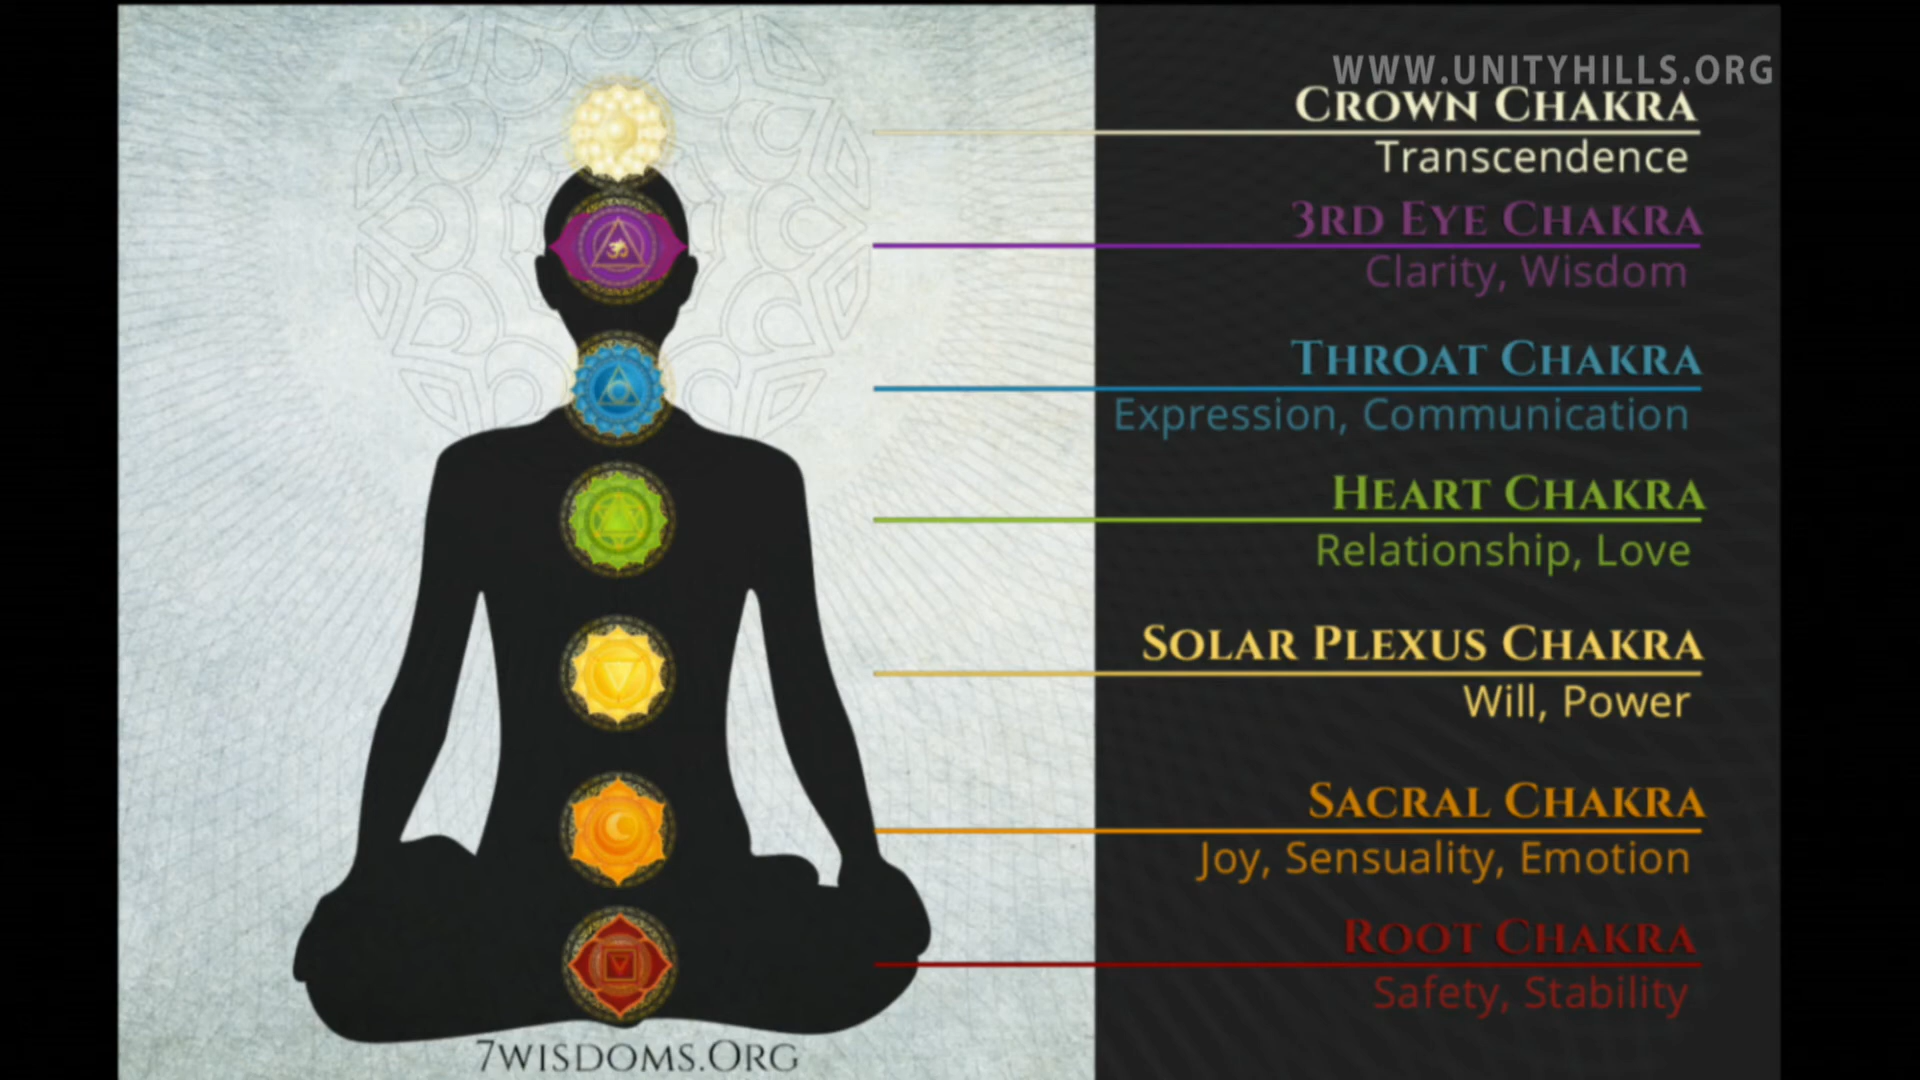 WWW.UNITYHILLS.ORG
CROWN CHAKRA
Transcendence
3RD EYE CHAKRA
Clarity, Wisdom
THROAT CHAKRA
Expression, Communication
HEART CHAKRA
Relationship, Love
SOLAR PLEXUS CHAKRA
Will, Power
SACRAL CHAKRA
Joy, Sensuality, Emotion
ROOT CHAKRA
Safety, Stability
ॐ
7WISDOMS.ORG